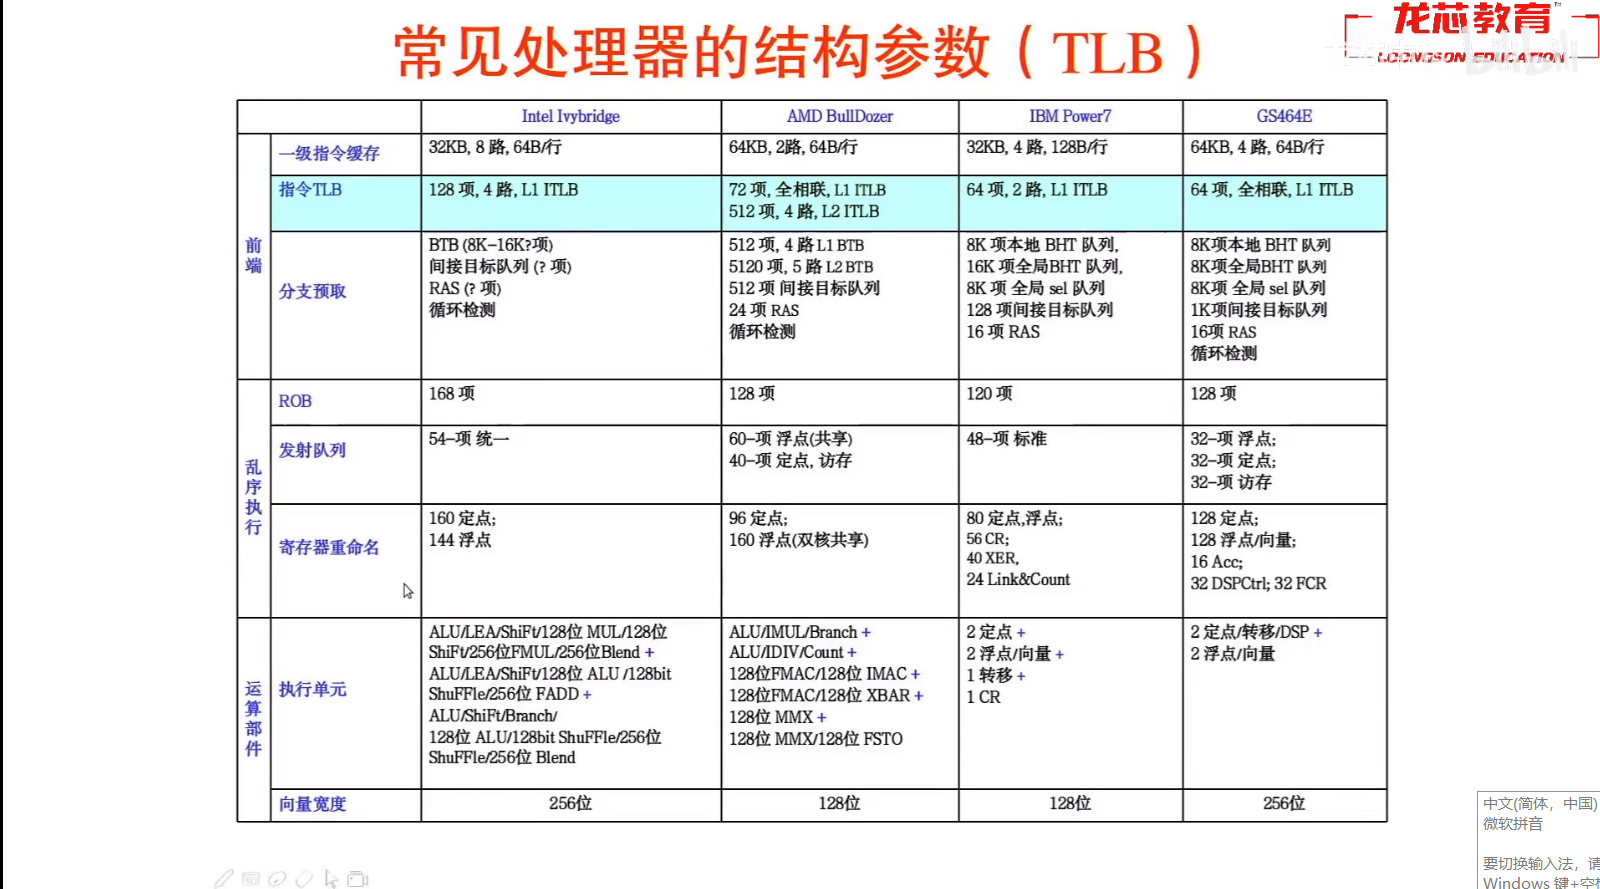 龙芯教育
LOONGSON EDUCATION
常见处理器的结构参数（TLB）
Intel Ivybridge
AMD BullDozer
IBM Power7
GS464E
前端
一级指令缓存
32KB, 8 路, 64B/行
64KB, 2路, 64B/行
32KB, 4 路, 128B/行
64KB, 4 路, 64B/行
指令TLB
128 项, 4 路, L1 ITLB
72 项, 全相联, L1 ITLB
512 项, 4 路, L2 ITLB
64 项, 2 路, L1 ITLB
64 项, 全相联, L1 ITLB
分支预取
BTB (8K-16K?项)
间接目标队列 (? 项)
RAS (? 项)
循环检测
512 项, 4 路 L1 BTB
5120 项, 5 路 L2 BTB
512 项 间接目标队列
24 项 RAS
循环检测
8K 项本地 BHT 队列,
16K 项全局BHT 队列,
8K 项 全局 sel 队列
128 项间接目标队列
16 项 RAS
8K项本地 BHT 队列
8K项全局BHT 队列
8K项 全局 sel 队列
1K项间接目标队列
16项 RAS
循环检测
乱序执行
ROB
168 项
128 项
120 项
128 项
发射队列
54-项 统一
60-项 浮点(共享)
40-项 定点, 访存
48-项 标准
32-项 浮点;
32-项 定点;
32-项 访存
寄存器重命名
160 定点;
144 浮点
96 定点;
160 浮点(双核共享)
80 定点,浮点;
56 CR;
40 XER,
24 Link&Count
128 定点;
128 浮点/向量;
16 Acc;
32 DSPCtrl; 32 FCR
运算部件
执行单元
ALU/LEA/ShiFt/128位 MUL/128位
ShiFt/256位FMUL/256位Blend +
ALU/LEA/ShiFt/128位 ALU /128bit
ShuFFle/256位 FADD +
ALU/ShiFt/Branch/
128位 ALU/128bit ShuFFle/256位
ShuFFle/256位 Blend
ALU/IMUL/Branch +
ALU/IDIV/Count +
128位FMAC/128位 IMAC +
128位FMAC/128位 XBAR +
128位 MMX +
128位 MMX/128位 FSTO
2 定点 +
2 浮点/向量 +
1 转移 +
1 CR
2 定点/转移/DSP +
2 浮点/向量
向量宽度
256位
128位
128位
256位
中文(简体，中国)
微软拼音
要切换输入法，请
Windows 键+空